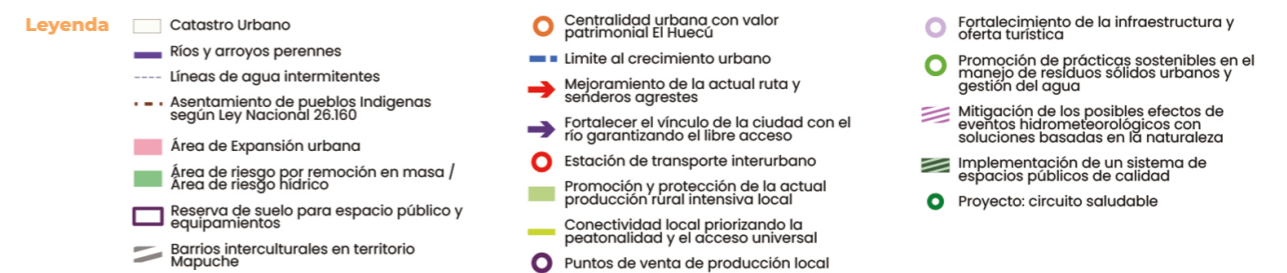 Leyenda
Catastro Urbano
Ríos y arroyos perennes
Líneas de agua intermitentes
Asentamiento de pueblos Indigenas
según Ley Nacional 26.160
Área de Expansión urbana
Área de riesgo por remoción en masa /
Área de riesgo hídrico
Reserva de suelo para espacio público y
equipamientos
Barrios interculturales en territorio
Mapuche
Centralidad urbana con valor
patrimonial El Huecú
Limite al crecimiento urbano
Mejoramiento de la actual ruta y
senderos agrestes
Fortalecer el vínculo de la ciudad con el
río garantizando el libre acceso
Estación de transporte interurbano
Promoción y protección de la actual
producción rural intensiva local
Conectividad local priorizando la
peatonalidad y el acceso universal
Puntos de venta de producción local
Fortalecimiento de la infraestructura y
oferta turística
Promoción de prácticas sostenibles en el
manejo de residuos sólidos urbanos y
gestión del agua
Mitigación de los posibles efectos de
eventos hidrometeorológicos con
soluciones basadas en la naturaleza
Implementación de un sistema de
espacios públicos de calidad
Proyecto: circuito saludable